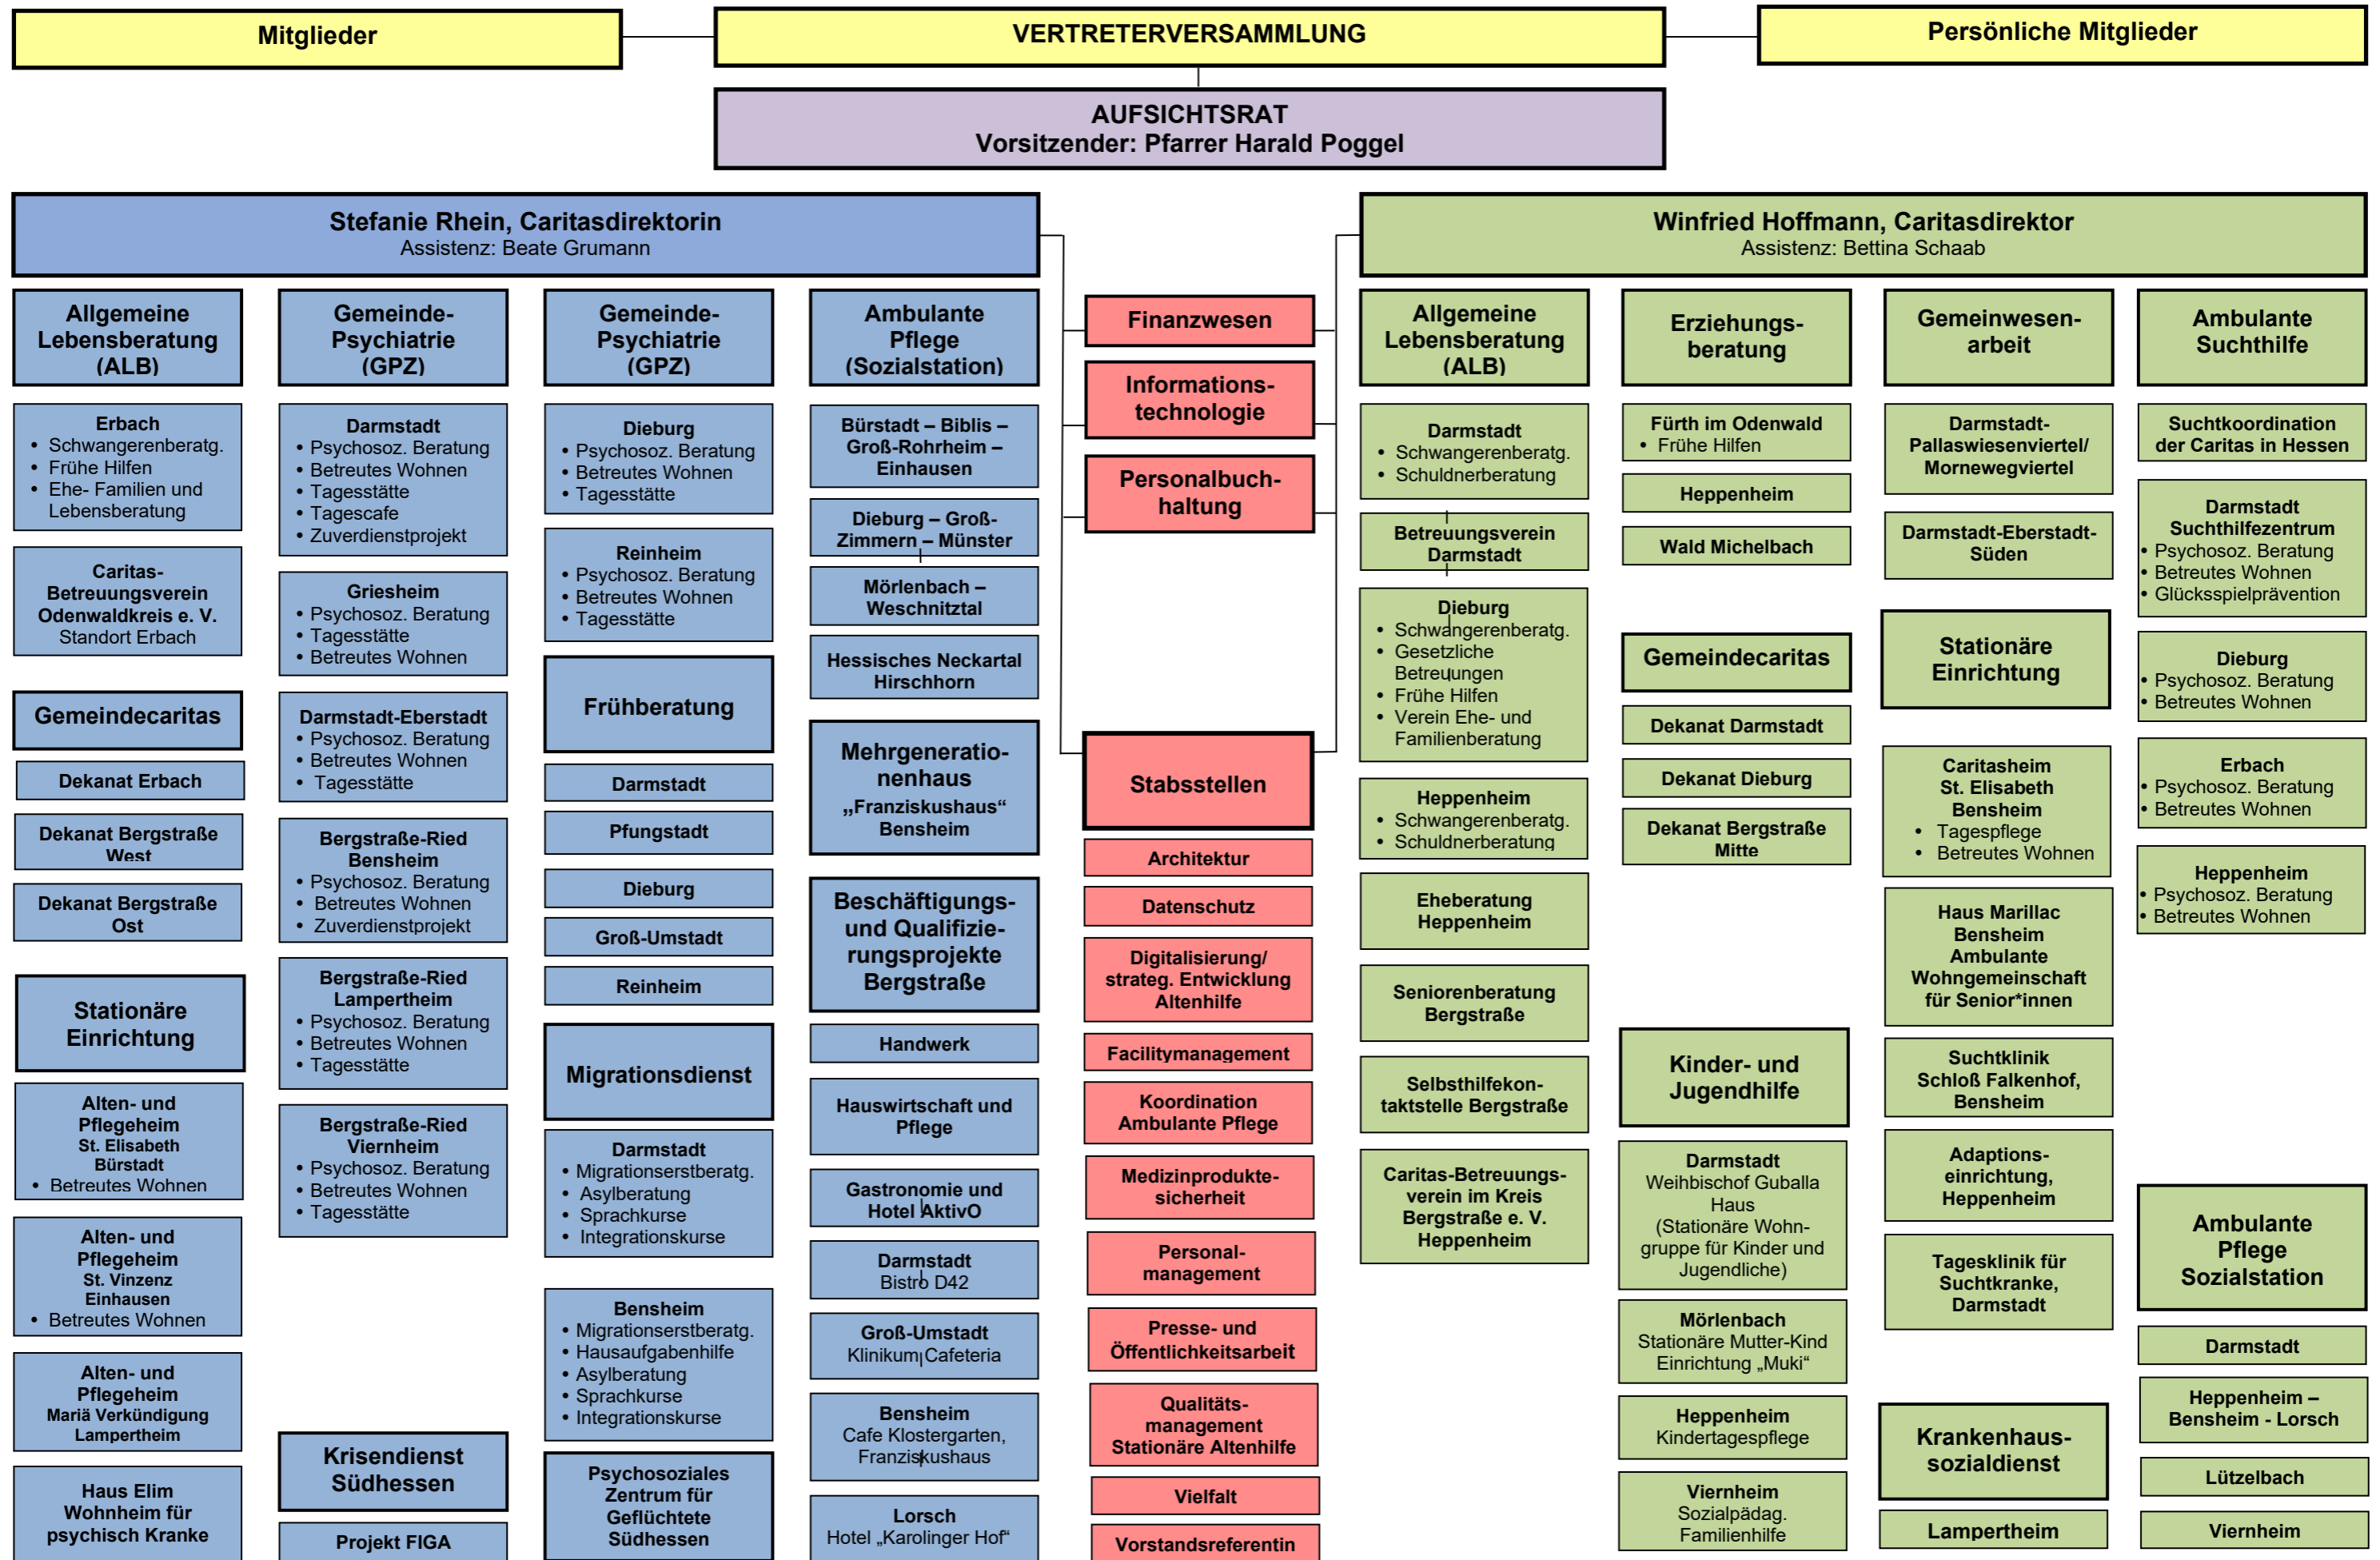 Mitglieder
VERTRETERVERSAMMLUNG
Persönliche Mitglieder
AUFSICHTSRAT
Vorsitzender: Pfarrer Harald Poggel
Stefanie Rhein, Caritasdirektorin
Assistenz: Beate Grumann
Winfried Hoffmann, Caritasdirektor
Assistenz: Bettina Schaab
Allgemeine
Lebensberatung
(ALB)
Erbach
• Schwangerenberatg.
• Frühe Hilfen
• Ehe- Familien und
Lebensberatung
Caritas-
Betreuungsverein
Odenwaldkreis e. V.
Standort Erbach
Gemeindecaritas
Dekanat Erbach
Dekanat Bergstraße
West
Dekanat Bergstraße
Ost
Stationäre
Einrichtung
Alten- und
Pflegeheim
St. Elisabeth
Bürstadt
• Betreutes Wohnen
Alten- und
Pflegeheim
St. Vinzenz
Einhausen
• Betreutes Wohnen
Alten- und
Pflegeheim
Mariä Verkündigung
Lampertheim
Haus Elim
Wohnheim für
psychisch Kranke
Gemeinde-
Psychiatrie
(GPZ)
Darmstadt
• Psychosoz. Beratung
• Betreutes Wohnen
• Tagesstätte
• Tagescafe
• Zuverdienstprojekt
Griesheim
• Psychosoz. Beratung
• Tagesstätte
• Betreutes Wohnen
Darmstadt-Eberstadt
• Psychosoz. Beratung
• Betreutes Wohnen
• Tagesstätte
Bergstraße-Ried
Bensheim
• Psychosoz. Beratung
• Betreutes Wohnen
• Zuverdienstprojekt
Bergstraße-Ried
Lampertheim
• Psychosoz. Beratung
• Betreutes Wohnen
• Tagesstätte
Bergstraße-Ried
Viernheim
• Psychosoz. Beratung
• Betreutes Wohnen
• Tagesstätte
Krisendienst
Südhessen
Projekt FIGA
Gemeinde-
Psychiatrie
(GPZ)
Dieburg
• Psychosoz. Beratung
• Betreutes Wohnen
• Tagesstätte
Reinheim
• Psychosoz. Beratung
• Betreutes Wohnen
• Tagesstätte
Frühberatung
Darmstadt
Pfungstadt
Dieburg
Groß-Umstadt
Reinheim
Migrationsdienst
Darmstadt
• Migrationserstberatg.
• Asylberatung
• Sprachkurse
• Integrationskurse
Bensheim
• Migrationserstberatg.
• Hausaufgabenhilfe
• Asylberatung
• Sprachkurse
• Integrationskurse
Psychosoziales
Zentrum für
Geflüchtete
Südhessen
Ambulante
Pflege
(Sozialstation)
Bürstadt – Biblis –
Groß-Rohrheim –
Einhausen
Dieburg – Groß-
Zimmern – Münster
Mörlenbach –
Weschnitztal
Hessisches Neckartal
Hirschhorn
Mehrgeneratio-
nenhaus
„Franziskushaus“
Bensheim
Beschäftigungs-
und Qualifizie-
rungsprojekte
Bergstraße
Handwerk
Hauswirtschaft und
Pflege
Gastronomie und
Hotel AktivO
Darmstadt
Bistro D42
Groß-Umstadt
Klinikum Cafeteria
Bensheim
Cafe Klostergarten,
Franziskushaus
Lorsch
Hotel „Karolinger Hof“
Finanzwesen
Informations-
technologie
Personalbuch-
haltung
Stabsstellen
Architektur
Datenschutz
Digitalisierung/
strateg. Entwicklung
Altenhilfe
Facilitymanagement
Koordination
Ambulante Pflege
Medizinprodukte-
sicherheit
Personal-
management
Presse- und
Öffentlichkeitsarbeit
Qualitäts-
management
Stationäre Altenhilfe
Vielfalt
Vorstandsreferentin
Allgemeine
Lebensberatung
(ALB)
Darmstadt
• Schwangerenberatg.
• Schuldnerberatung
Betreuungsverein
Darmstadt
Dieburg
• Schwangerenberatg.
• Gesetzliche
Betreuungen
• Frühe Hilfen
• Verein Ehe- und
Familienberatung
Heppenheim
• Schwangerenberatg.
• Schuldnerberatung
Eheberatung
Heppenheim
Seniorenberatung
Bergstraße
Selbsthilfekon-
taktstelle Bergstraße
Caritas-Betreuungs-
verein im Kreis
Bergstraße e. V.
Heppenheim
Erziehungs-
beratung
Fürth im Odenwald
• Frühe Hilfen
Heppenheim
Wald Michelbach
Gemeindecaritas
Dekanat Darmstadt
Dekanat Dieburg
Dekanat Bergstraße
Mitte
Kinder- und
Jugendhilfe
Darmstadt
Weihbischof Guballa
Haus
(Stationäre Wohn-
gruppe für Kinder und
Jugendliche)
Mörlenbach
Stationäre Mutter-Kind
Einrichtung „Muki“
Heppenheim
Kindertagespflege
Viernheim
Sozialpädag.
Familienhilfe
Gemeinwesen-
arbeit
Darmstadt-
Pallaswiesenviertel/
Mornewegviertel
Darmstadt-Eberstadt-
Süden
Stationäre
Einrichtung
Caritasheim
St. Elisabeth
Bensheim
• Tagespflege
• Betreutes Wohnen
Haus Marillac
Bensheim
Ambulante
Wohngemeinschaft
für Senior*innen
Suchtklinik
Schloß Falkenhof,
Bensheim
Adaptions-
einrichtung,
Heppenheim
Tagesklinik für
Suchtkranke,
Darmstadt
Krankenhaus-
sozialdienst
Lampertheim
Ambulante
Suchthilfe
Suchtkoordination
der Caritas in Hessen
Darmstadt
Suchthilfezentrum
• Psychosoz. Beratung
• Betreutes Wohnen
• Glücksspielprävention
Dieburg
• Psychosoz. Beratung
• Betreutes Wohnen
Erbach
• Psychosoz. Beratung
• Betreutes Wohnen
Heppenheim
• Psychosoz. Beratung
• Betreutes Wohnen
Ambulante
Pflege
Sozialstation
Darmstadt
Heppenheim –
Bensheim - Lorsch
Lützelbach
Viernheim